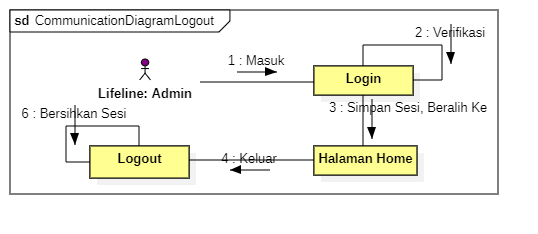 sd CommunicationDiagramLogout
2 : Verifikasi
1 : Masuk
Login
Lifeline: Admin
3 : Simpan Sesi, Beralih Ke
6 : Bersihkan Sesi
Logout
4 : Keluar
Halaman Home